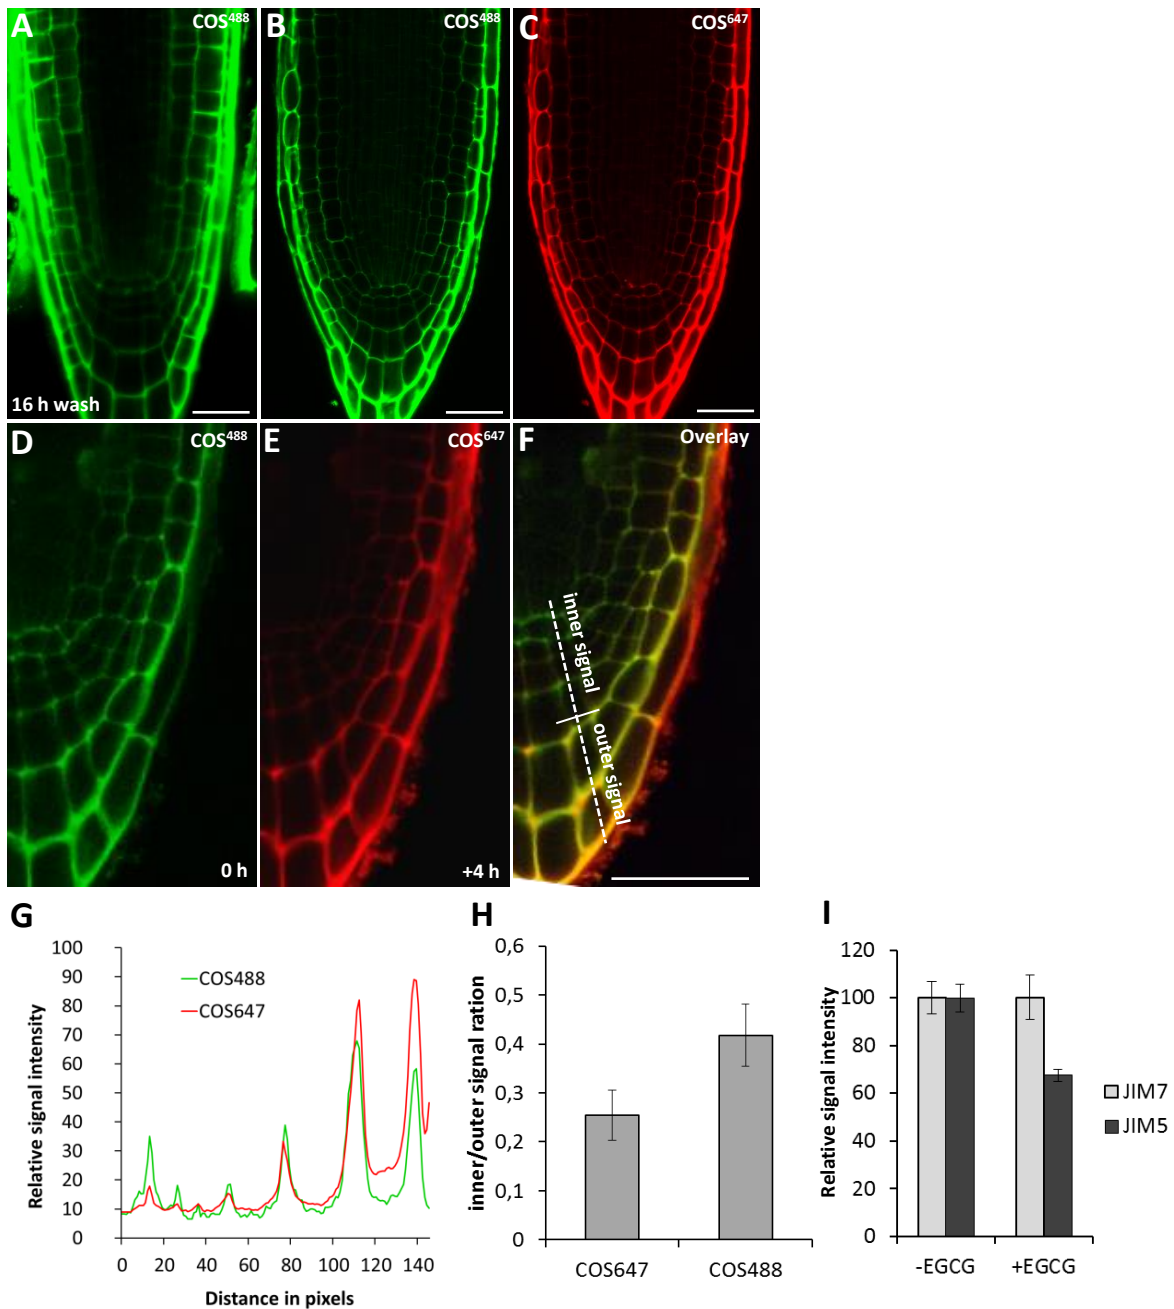 A
COS⁴⁸⁸
B
COS⁴⁸⁸
C
COS⁶⁴⁷
16 h wash
D
COS⁴⁸⁸
E
COS⁶⁴⁷
F
Overlay
inner signal
outer signal
0 h
+4 h
G
Relative signal intensity
100
90
80
70
60
50
40
30
20
10
0
COS488
COS647
0 20 40 60 80 100 120 140
Distance in pixels
H
inner/outer signal ration
0,6
0,5
0,4
0,3
0,2
0,1
0
COS647 COS488
I
Relative signal intensity
120
100
80
60
40
20
0
-EGCG +EGCG
JIM7
JIM5